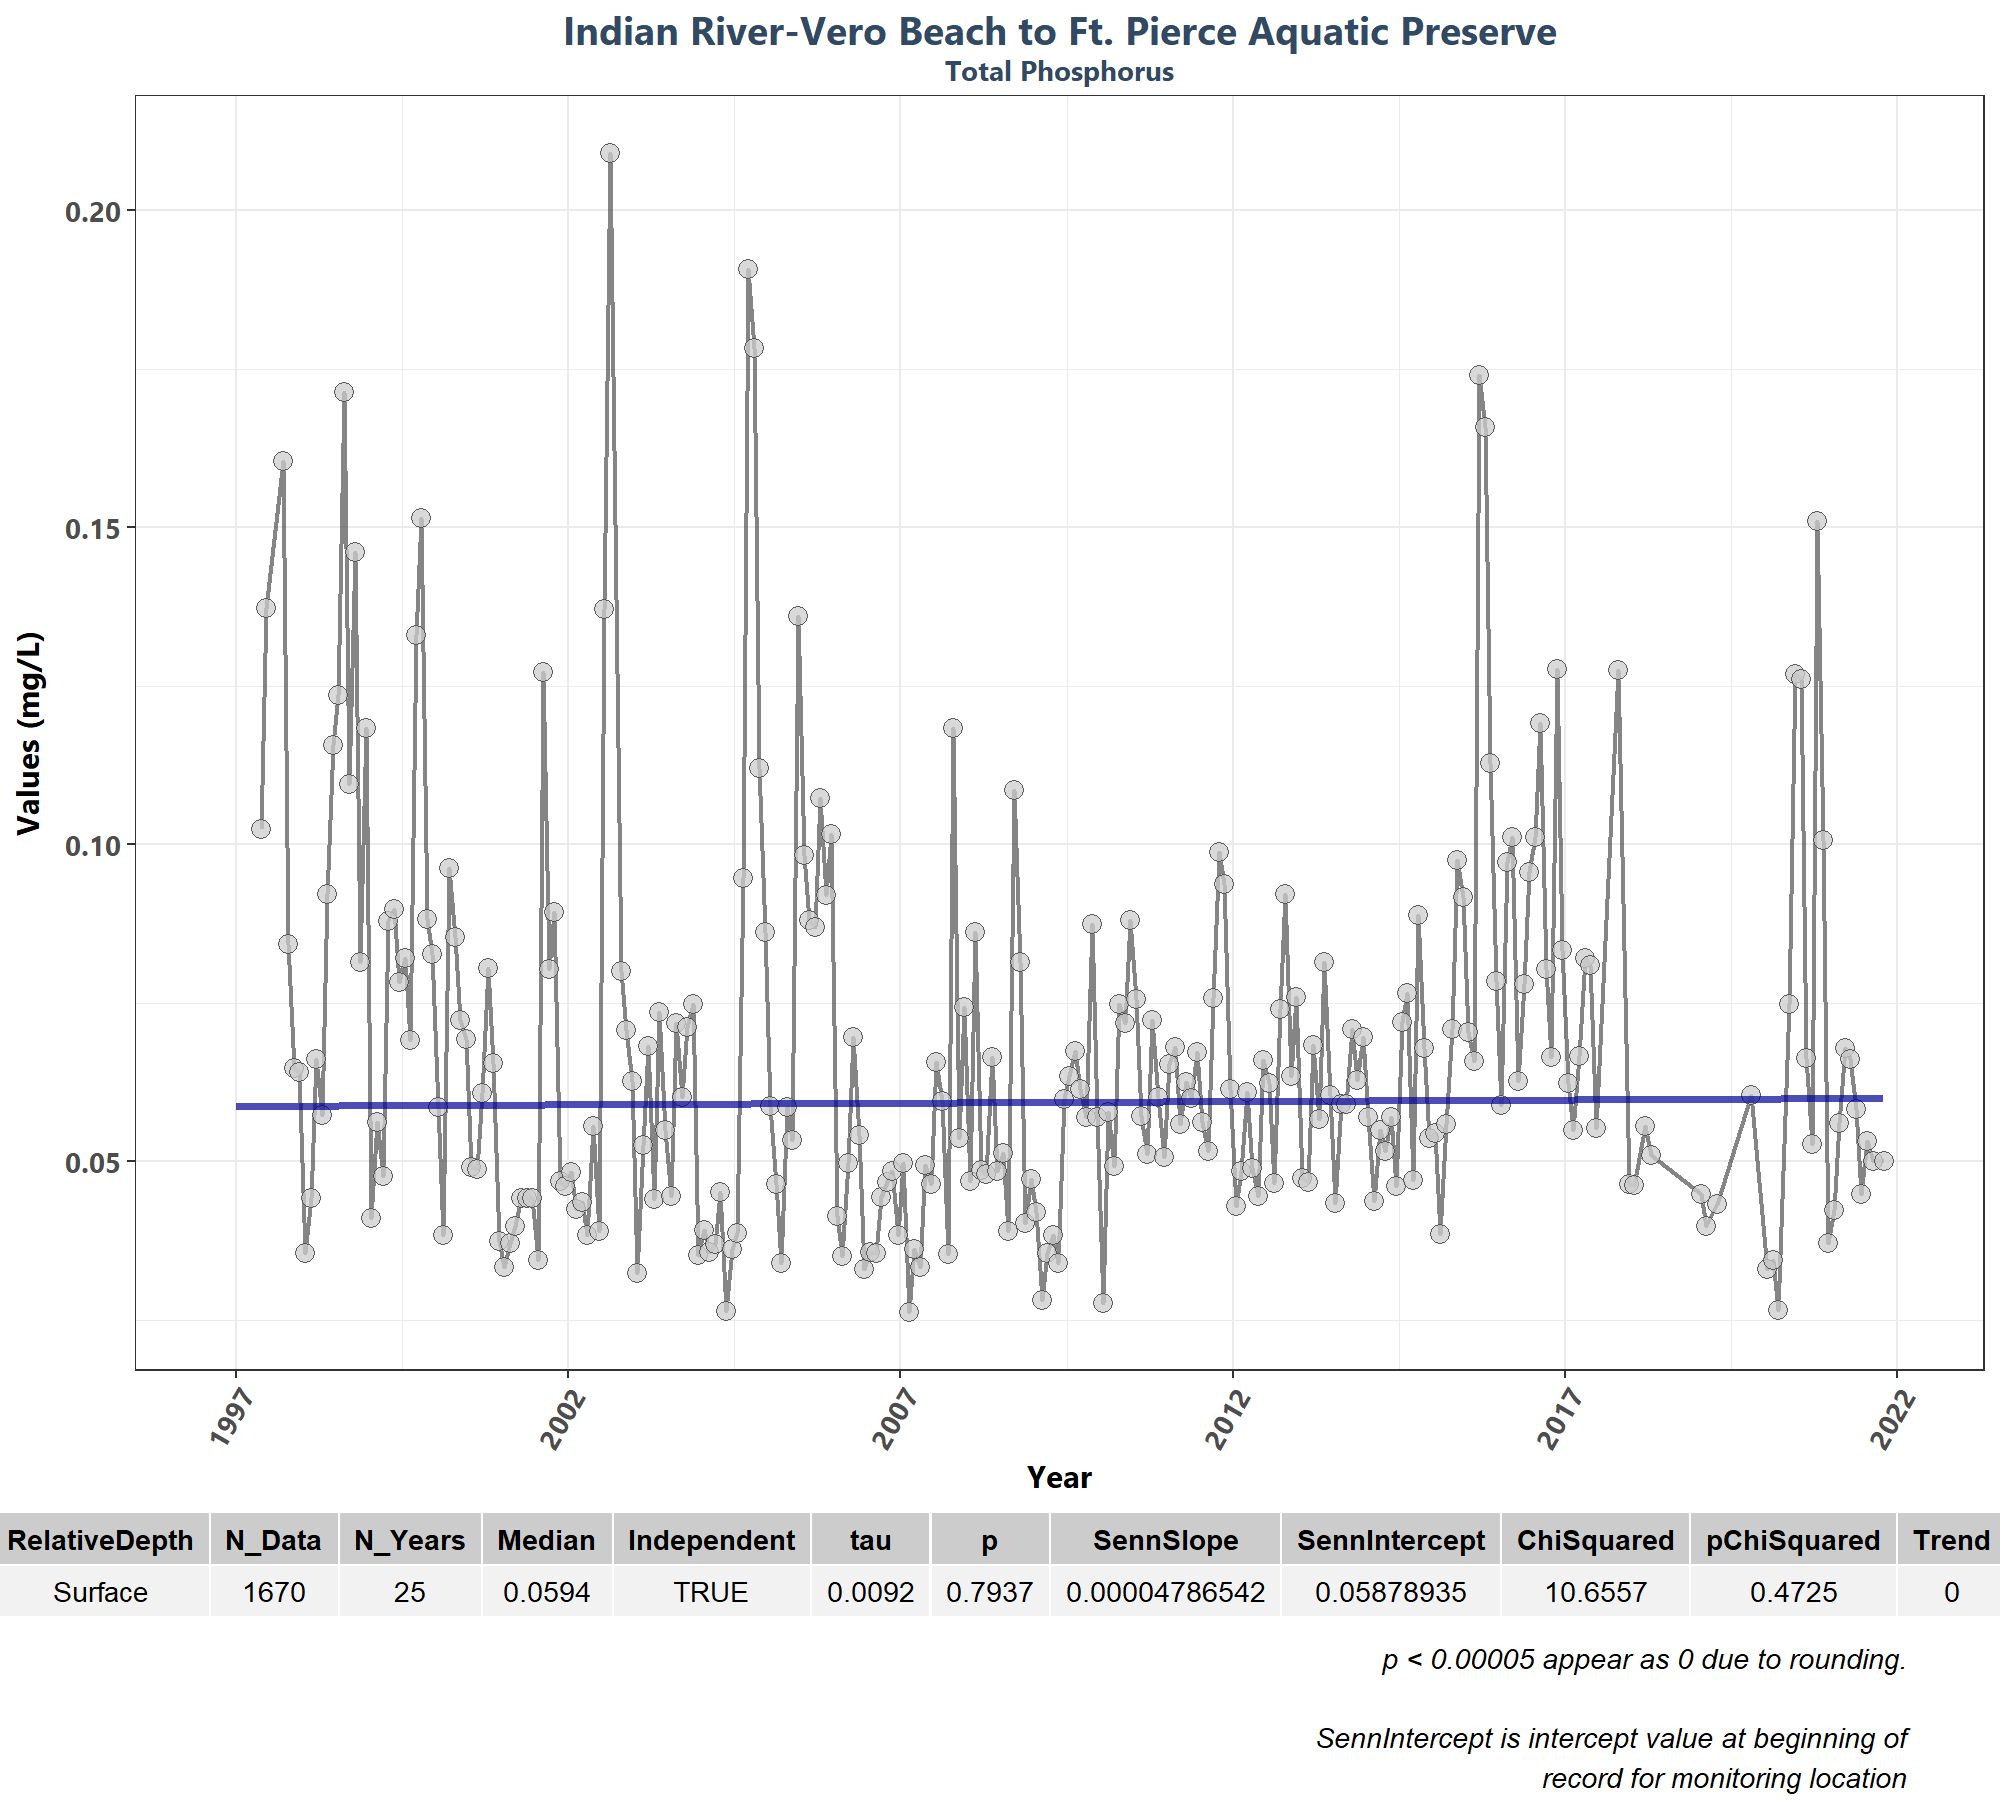 Indian River-Vero Beach to Ft. Pierce Aquatic Preserve
Total Phosphorus
Values (mg/L)
0.20
0.15
0.10
0.05
1997 2002 2007 2012 2017 2022
Year
RelativeDepth N_Data N_Years Median Independent tau p SennSlope SennIntercept ChiSquared pChiSquared Trend
Surface 1670 25 0.0594 TRUE 0.0092 0.7937 0.00004786542 0.05878935 10.6557 0.4725 0
p < 0.00005 appear as 0 due to rounding.
SennIntercept is intercept value at beginning of
record for monitoring location